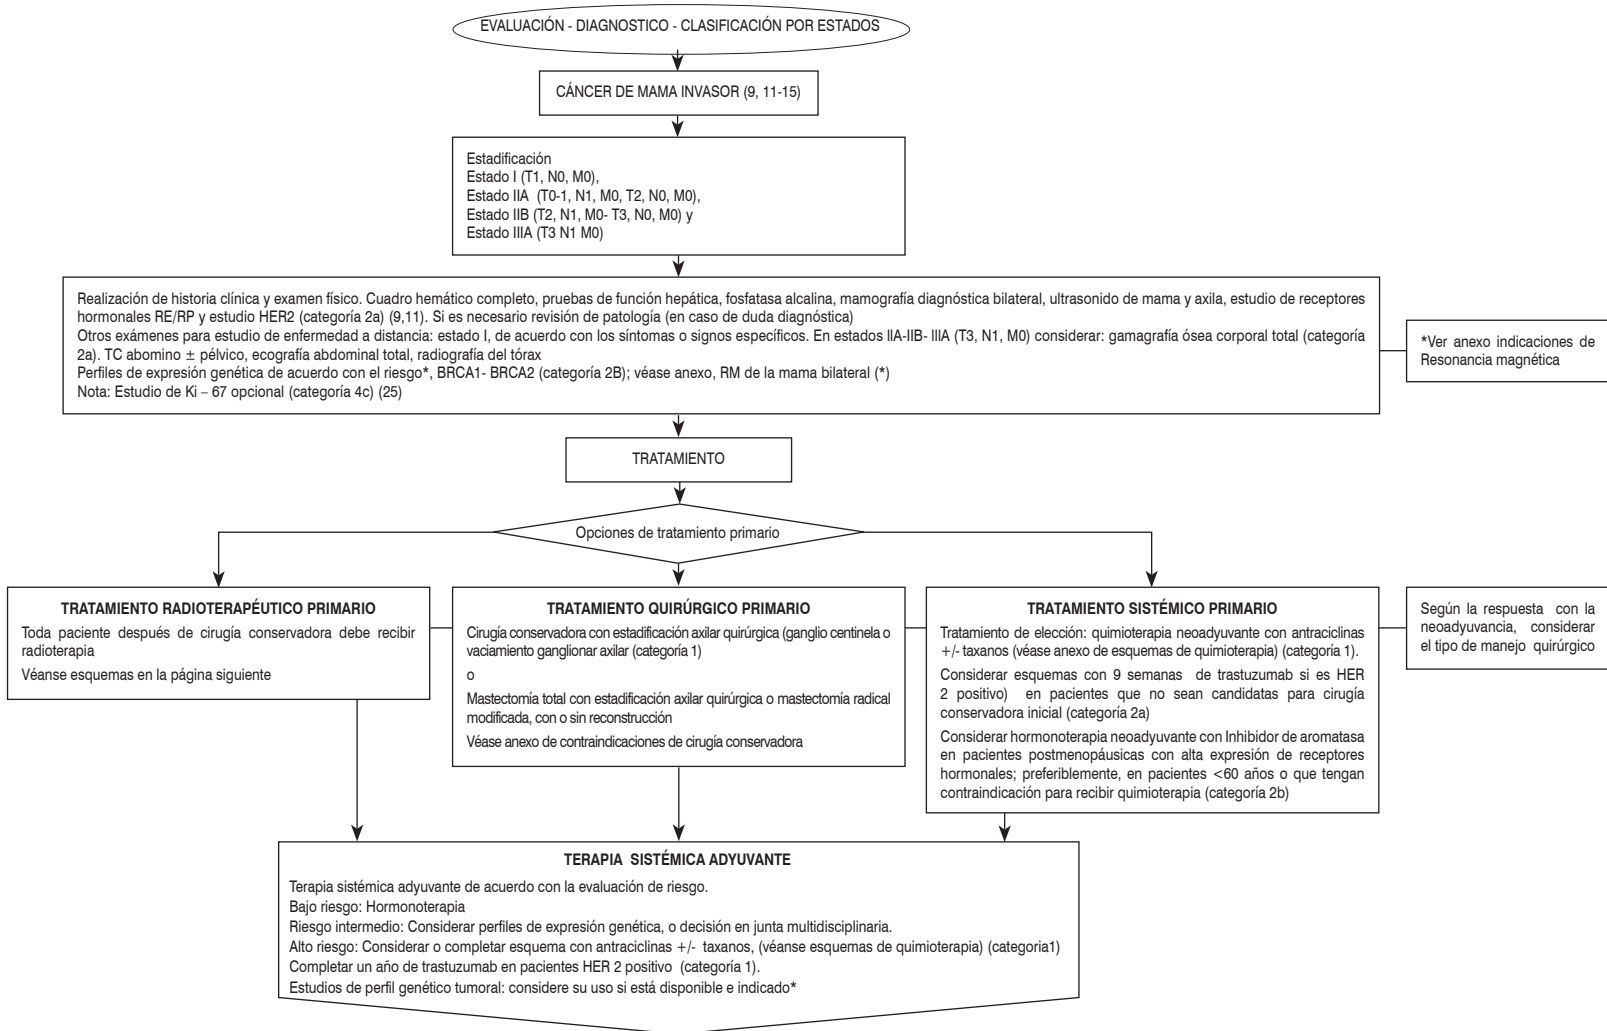 EVALUACIÓN - DIAGNOSTICO - CLASIFICACIÓN POR ESTADOS
CÁNCER DE MAMA INVASOR (9, 11-15)
Estadificación
Estado I (T1, N0, M0),
Estado IIA (T0-1, N1, M0, T2, N0, M0),
Estado IIB (T2, N1, M0- T3, N0, M0) y
Estado IIIA (T3 N1 M0)
Realización de historia clínica y examen físico. Cuadro hemático completo, pruebas de función hepática, fosfatasa alcalina, mamografía diagnóstica bilateral, ultrasonido de mama y axila, estudio de receptores
hormonales RE/RP y estudio HER2 (categoría 2a) (9,11). Si es necesario revisión de patología (en caso de duda diagnóstica)
Otros exámenes para estudio de enfermedad a distancia: estado I, de acuerdo con los síntomas o signos específicos. En estados IIA-IIB- IIIA (T3, N1, M0) considerar: gamagrafía ósea corporal total (categoría
2a). TC abomino ± pélvico, ecografía abdominal total, radiografía del tórax
Perfiles de expresión genética de acuerdo con el riesgo*, BRCA1- BRCA2 (categoría 2B); véase anexo, RM de la mama bilateral (*)
Nota: Estudio de Ki – 67 opcional (categoría 4c) (25)
*Ver anexo indicaciones de
Resonancia magnética
TRATAMIENTO
Opciones de tratamiento primario
TRATAMIENTO RADIOTERAPÉUTICO PRIMARIO
Toda paciente después de cirugía conservadora debe recibir
radioterapia
Véanse esquemas en la página siguiente
TRATAMIENTO QUIRÚRGICO PRIMARIO
Cirugía conservadora con estadificación axilar quirúrgica (ganglio centinela o
vaciamiento ganglionar axilar (categoría 1)
o
Mastectomía total con estadificación axilar quirúrgica o mastectomía radical
modificada, con o sin reconstrucción
Véase anexo de contraindicaciones de cirugía conservadora
TRATAMIENTO SISTÉMICO PRIMARIO
Tratamiento de elección: quimioterapia neoadyuvante con antraciclinas
+/- taxanos (véase anexo de esquemas de quimioterapia) (categoría 1).
Considerar esquemas con 9 semanas de trastuzumab si es HER
2 positivo) en pacientes que no sean candidatas para cirugía
conservadora inicial (categoría 2a)
Considerar hormonoterapia neoadyuvante con Inhibidor de aromatasa
en pacientes postmenopáusicas con alta expresión de receptores
hormonales; preferiblemente, en pacientes <60 años o que tengan
contraindicación para recibir quimioterapia (categoría 2b)
Según la respuesta con la
neoadyuvancia, considerar
el tipo de manejo quirúrgico
TERAPIA SISTÉMICA ADYUVANTE
Terapia sistémica adyuvante de acuerdo con la evaluación de riesgo.
Bajo riesgo: Hormonoterapia
Riesgo intermedio: Considerar perfiles de expresión genética, o decisión en junta multidisciplinaria.
Alto riesgo: Considerar o completar esquema con antraciclinas +/- taxanos, (véanse esquemas de quimioterapia) (categoria1)
Completar un año de trastuzumab en pacientes HER 2 positivo (categoría 1).
Estudios de perfil genético tumoral: considere su uso si está disponible e indicado*